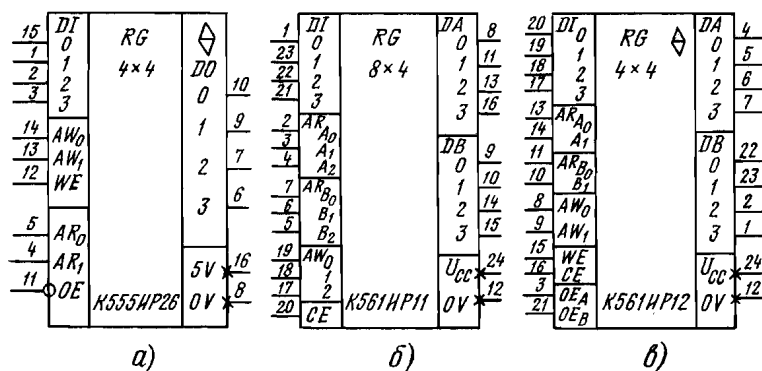 15 DI RG
1 0 4×4 DO
2 1 0 10
3 2 1 9
3 2 7
14 AW0 3 6
13 AW1
12 WE
5 AR0
4 AR1 5V 16
11 OE К555ИР26 0V 8
а)
1 DI RG DA 8
23 0 8×4 0 11
22 1 1 13
21 2 2 16
3 3
2 AR A0 DB 9
3 A1 0 10
4 A2 1 14
7 AR B0 2 15
6 B1 3
5 B2
19 AW0 UCC 24
18 1 0V 12
17 2
20 CE К561ИР11
б)
20 DI 0 RG DA 4
19 1 4×4 0 5
18 2 1 6
17 3 2 7
13 AR A0 3
14 A1 DB 22
11 AR B0 0 23
10 B1 1 2
8 AW0 2 1
9 AW1 3
15 WE UCC 24
16 CE 0V 12
3 OEA
21 OEB К561ИР12
в)